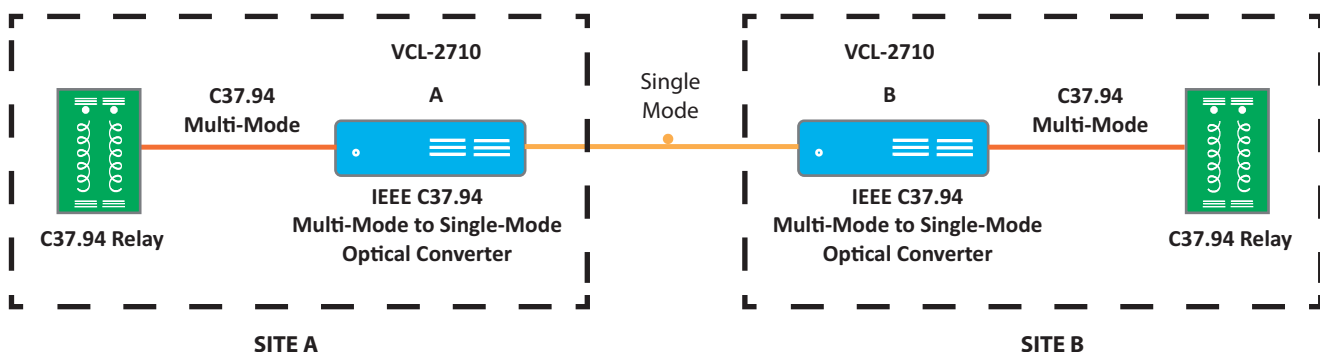 VCL-2710
A
C37.94
Multi-Mode
IEEE C37.94
Multi-Mode to Single-Mode
Optical Converter
C37.94 Relay
SITE A
Single
Mode
VCL-2710
B
C37.94
Multi-Mode
IEEE C37.94
Multi-Mode to Single-Mode
Optical Converter
C37.94 Relay
SITE B